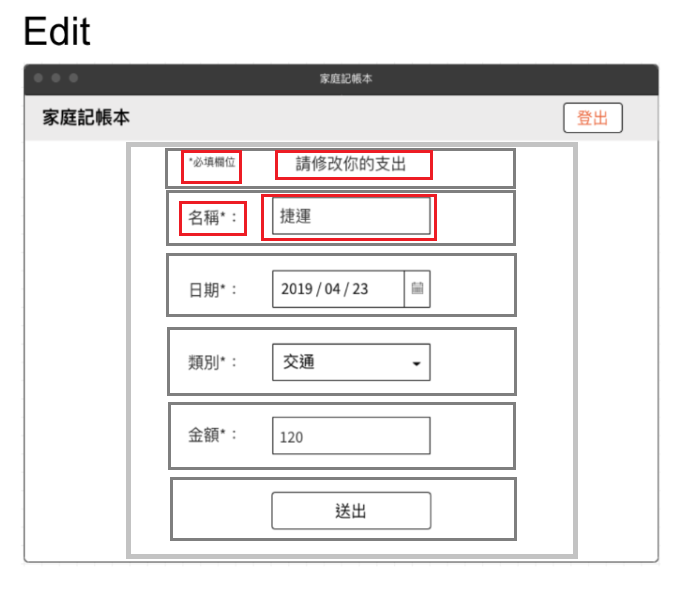 Edit
家庭記帳本
家庭記帳本 登出
*必填欄位 請修改你的支出
名稱*： 捷運
日期*： 2019 / 04 / 23
類別*： 交通
金額*： 120
送出